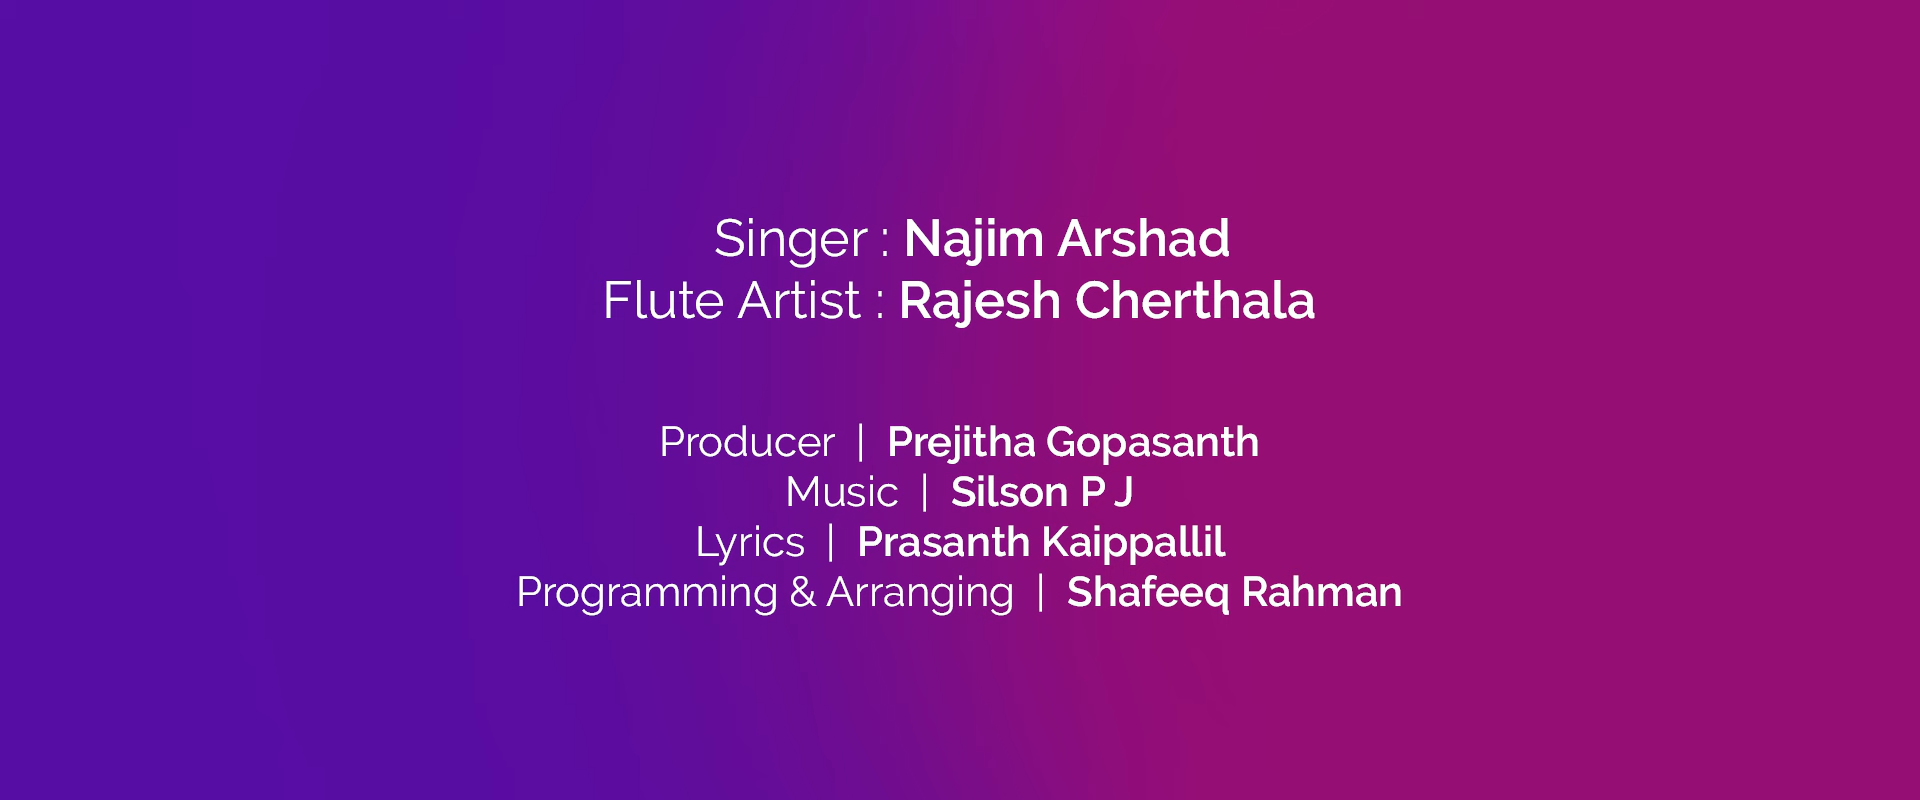 Singer : Najim Arshad
Flute Artist : Rajesh Cherthala
Producer | Prejitha Gopasanth
Music | Silson P J
Lyrics | Prasanth Kaippallil
Programming & Arranging | Shafeeq Rahman